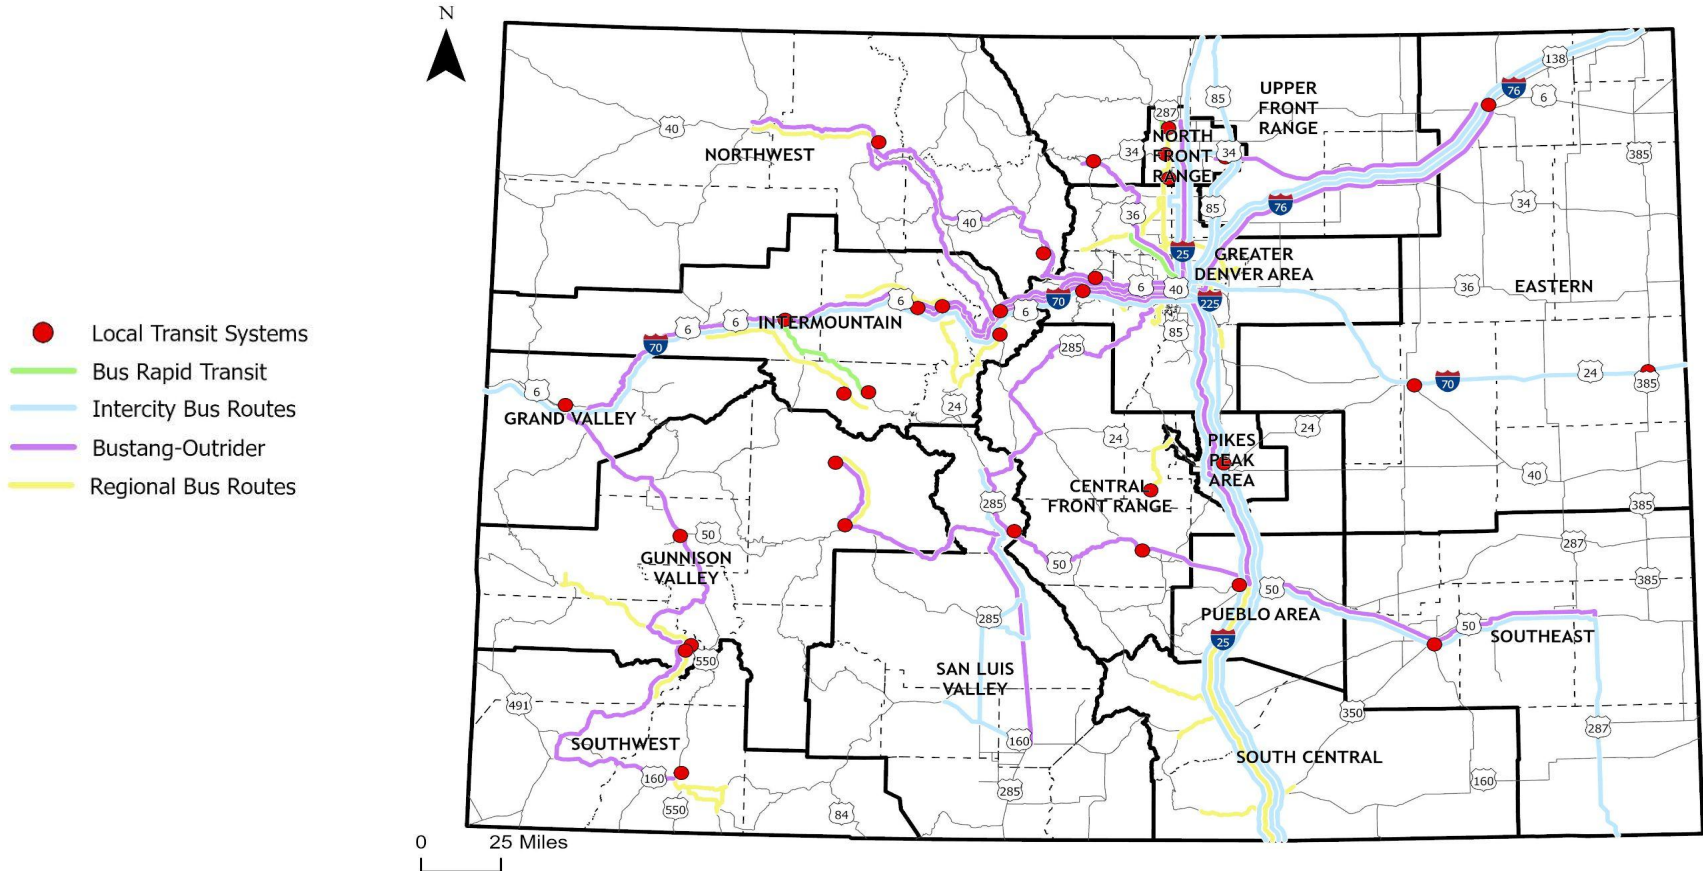 N
138
76
6
85
UPPER
FRONT
RANGE
287
40
NORTHWEST
34
NORTH
FRONT
RANGE
34
385
76
34
36
85
40
25
GREATER
DENVER AREA
6
40
36
EASTERN
70
225
6
6
INTERMOUNTAIN
6
6
85
285
70
Local Transit Systems
Bus Rapid Transit
Intercity Bus Routes
Bustang-Outrider
Regional Bus Routes
6
GRAND VALLEY
24
70
24
385
24
24
PIKES
PEAK
AREA
40
CENTRAL
FRONT RANGE
285
385
50
GUNNISON
VALLEY
50
287
385
50
PUEBLO AREA
50
SOUTHEAST
285
25
550
SAN LUIS
VALLEY
491
350
287
SOUTHWEST
160
SOUTH CENTRAL
160
550
285
160
84
0
25 Miles